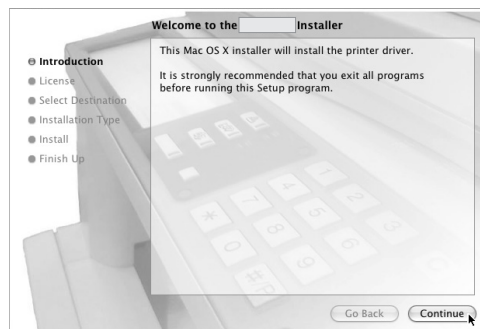 Welcome to the Installer
Introduction
License
Select Destination
Installation Type
Install
Finish Up
This Mac OS X installer will install the printer driver.
It is strongly recommended that you exit all programs
before running this Setup program.
Go Back
Continue